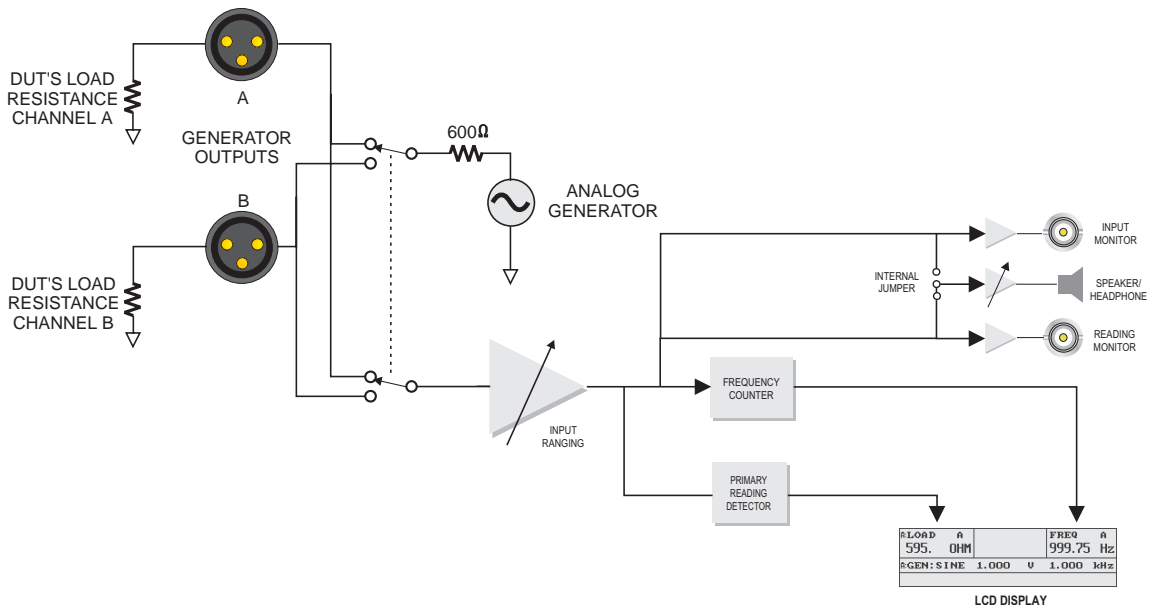 DUT'S LOAD
RESISTANCE
CHANNEL A
A
GENERATOR
OUTPUTS
600Ω
B
ANALOG
GENERATOR
DUT'S LOAD
RESISTANCE
CHANNEL B
INPUT
MONITOR
INTERNAL
JUMPER
SPEAKER/
HEADPHONE
READING
MONITOR
FREQUENCY
COUNTER
INPUT
RANGING
PRIMARY
READING
DETECTOR
A:LOAD A FREQ A
595. OHM 999.75 Hz
A:GEN:SINE 1.000 V 1.000 kHz
LCD DISPLAY